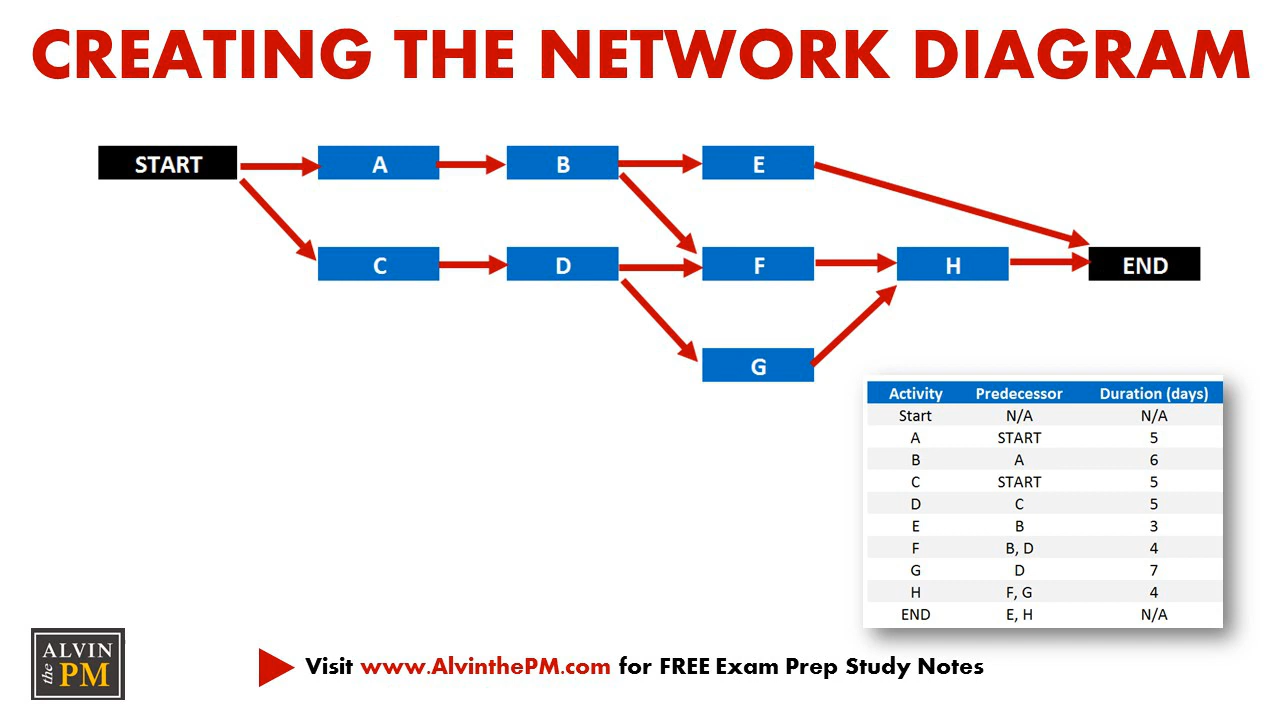 CREATING THE NETWORK DIAGRAM
START A B E
C D F H END
G
Activity Predecessor Duration (days)
Start N/A N/A
A START 5
B A 6
C START 5
D C 5
E B 3
F B, D 4
G D 7
H F, G 4
END E, H N/A
ALVIN
the PM
Visit www.AlvinthePM.com for FREE Exam Prep Study Notes